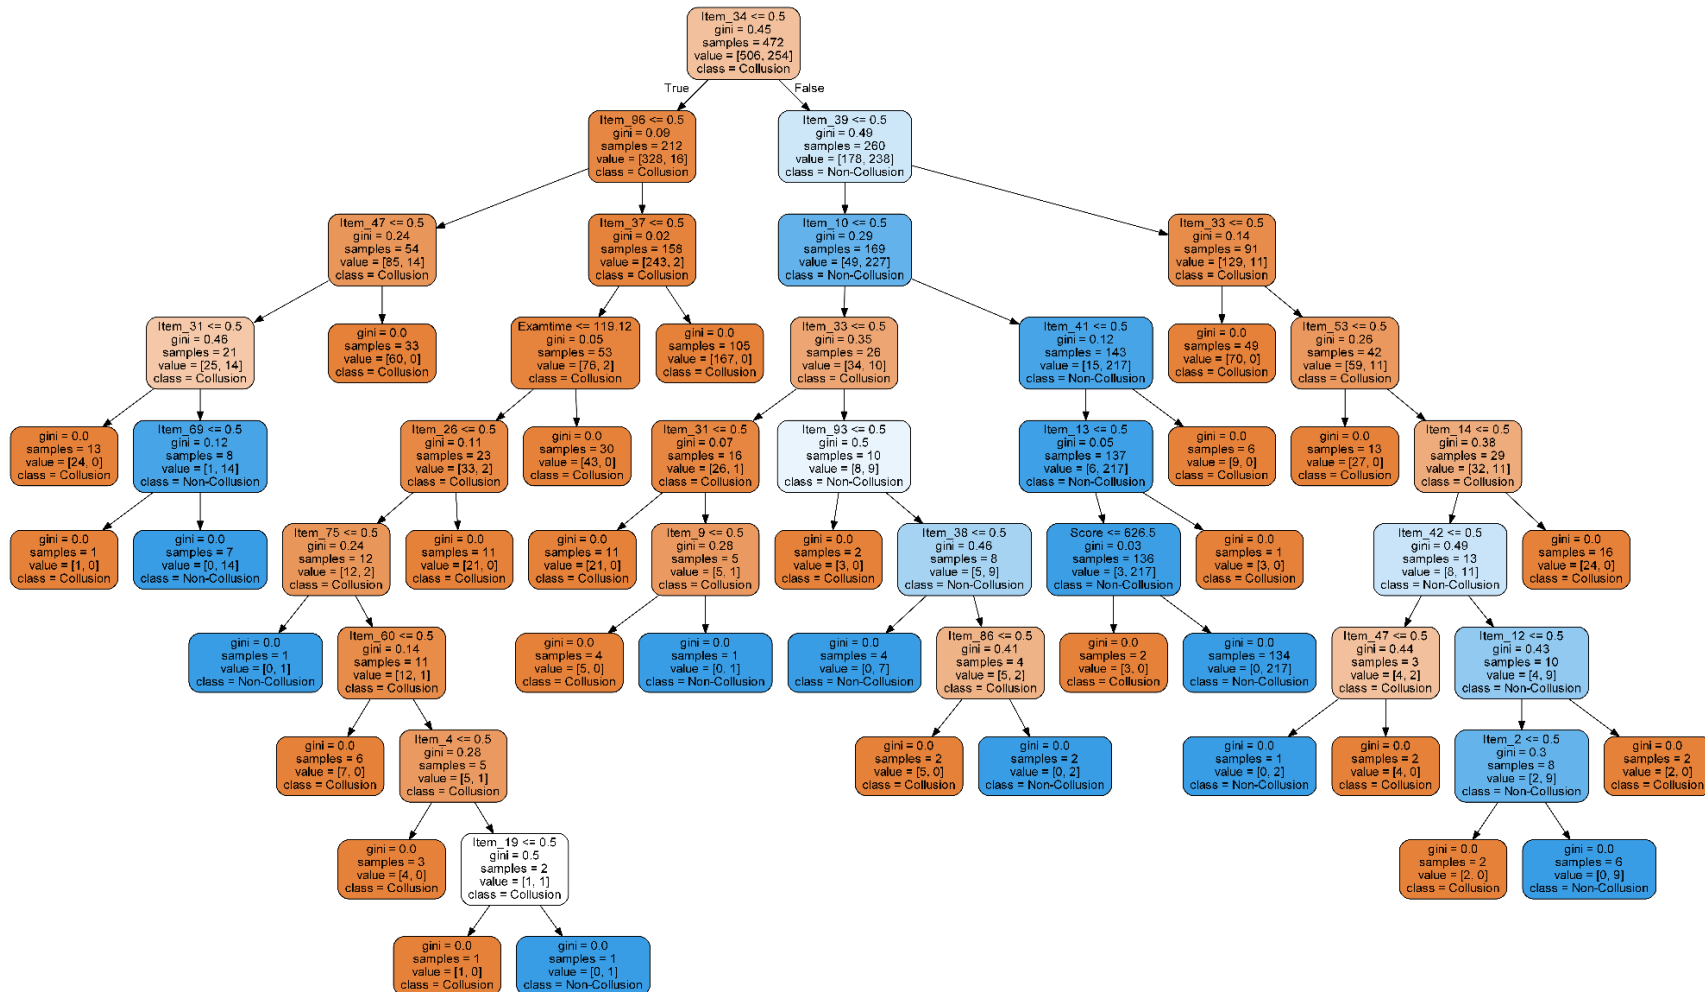 Item_34 <= 0.5
gini = 0.45
samples = 472
value = [506, 254]
class = Collusion
True
False
Item_96 <= 0.5
gini = 0.09
samples = 212
value = [328, 16]
class = Collusion
Item_39 <= 0.5
gini = 0.49
samples = 260
value = [178, 238]
class = Non-Collusion
Item_47 <= 0.5
gini = 0.24
samples = 54
value = [85, 14]
class = Collusion
Item_37 <= 0.5
gini = 0.02
samples = 158
value = [243, 2]
class = Collusion
Item_10 <= 0.5
gini = 0.29
samples = 169
value = [49, 227]
class = Non-Collusion
Item_33 <= 0.5
gini = 0.14
samples = 91
value = [129, 11]
class = Collusion
Item_31 <= 0.5
gini = 0.46
samples = 21
value = [25, 14]
class = Collusion
gini = 0.0
samples = 33
value = [60, 0]
class = Collusion
Examtime <= 119.12
gini = 0.05
samples = 53
value = [76, 2]
class = Collusion
gini = 0.0
samples = 105
value = [167, 0]
class = Collusion
Item_33 <= 0.5
gini = 0.35
samples = 26
value = [34, 10]
class = Collusion
Item_41 <= 0.5
gini = 0.12
samples = 143
value = [15, 217]
class = Non-Collusion
gini = 0.0
samples = 49
value = [70, 0]
class = Collusion
Item_53 <= 0.5
gini = 0.26
samples = 42
value = [59, 11]
class = Collusion
gini = 0.0
samples = 13
value = [24, 0]
class = Collusion
Item_69 <= 0.5
gini = 0.12
samples = 8
value = [1, 14]
class = Non-Collusion
Item_26 <= 0.5
gini = 0.11
samples = 23
value = [33, 2]
class = Collusion
gini = 0.0
samples = 30
value = [43, 0]
class = Collusion
Item_31 <= 0.5
gini = 0.07
samples = 16
value = [26, 1]
class = Collusion
Item_93 <= 0.5
gini = 0.5
samples = 10
value = [8, 9]
class = Non-Collusion
Item_13 <= 0.5
gini = 0.05
samples = 137
value = [6, 217]
class = Non-Collusion
gini = 0.0
samples = 6
value = [9, 0]
class = Collusion
gini = 0.0
samples = 13
value = [27, 0]
class = Collusion
Item_14 <= 0.5
gini = 0.38
samples = 29
value = [32, 11]
class = Collusion
gini = 0.0
samples = 1
value = [1, 0]
class = Collusion
gini = 0.0
samples = 7
value = [0, 14]
class = Non-Collusion
Item_75 <= 0.5
gini = 0.24
samples = 12
value = [12, 2]
class = Collusion
gini = 0.0
samples = 11
value = [21, 0]
class = Collusion
gini = 0.0
samples = 11
value = [21, 0]
class = Collusion
Item_9 <= 0.5
gini = 0.28
samples = 5
value = [5, 1]
class = Collusion
gini = 0.0
samples = 2
value = [3, 0]
class = Collusion
Item_38 <= 0.5
gini = 0.46
samples = 8
value = [5, 9]
class = Non-Collusion
Score <= 626.5
gini = 0.03
samples = 136
value = [3, 217]
class = Non-Collusion
gini = 0.0
samples = 1
value = [3, 0]
class = Collusion
Item_42 <= 0.5
gini = 0.49
samples = 13
value = [8, 11]
class = Non-Collusion
gini = 0.0
samples = 16
value = [24, 0]
class = Collusion
gini = 0.0
samples = 1
value = [0, 1]
class = Non-Collusion
Item_60 <= 0.5
gini = 0.14
samples = 11
value = [12, 1]
class = Collusion
gini = 0.0
samples = 4
value = [5, 0]
class = Collusion
gini = 0.0
samples = 1
value = [0, 1]
class = Non-Collusion
gini = 0.0
samples = 4
value = [0, 7]
class = Non-Collusion
Item_86 <= 0.5
gini = 0.41
samples = 4
value = [5, 2]
class = Collusion
gini = 0.0
samples = 2
value = [3, 0]
class = Collusion
gini = 0.0
samples = 134
value = [0, 217]
class = Non-Collusion
Item_47 <= 0.5
gini = 0.44
samples = 3
value = [4, 2]
class = Collusion
Item_12 <= 0.5
gini = 0.43
samples = 10
value = [4, 9]
class = Non-Collusion
gini = 0.0
samples = 6
value = [7, 0]
class = Collusion
Item_4 <= 0.5
gini = 0.28
samples = 5
value = [5, 1]
class = Collusion
gini = 0.0
samples = 2
value = [5, 0]
class = Collusion
gini = 0.0
samples = 2
value = [0, 2]
class = Non-Collusion
gini = 0.0
samples = 1
value = [0, 2]
class = Non-Collusion
gini = 0.0
samples = 2
value = [4, 0]
class = Collusion
Item_2 <= 0.5
gini = 0.3
samples = 8
value = [2, 9]
class = Non-Collusion
gini = 0.0
samples = 2
value = [2, 0]
class = Collusion
gini = 0.0
samples = 3
value = [4, 0]
class = Collusion
Item_19 <= 0.5
gini = 0.5
samples = 2
value = [1, 1]
class = Collusion
gini = 0.0
samples = 2
value = [2, 0]
class = Collusion
gini = 0.0
samples = 6
value = [0, 9]
class = Non-Collusion
gini = 0.0
samples = 1
value = [1, 0]
class = Collusion
gini = 0.0
samples = 1
value = [0, 1]
class = Non-Collusion